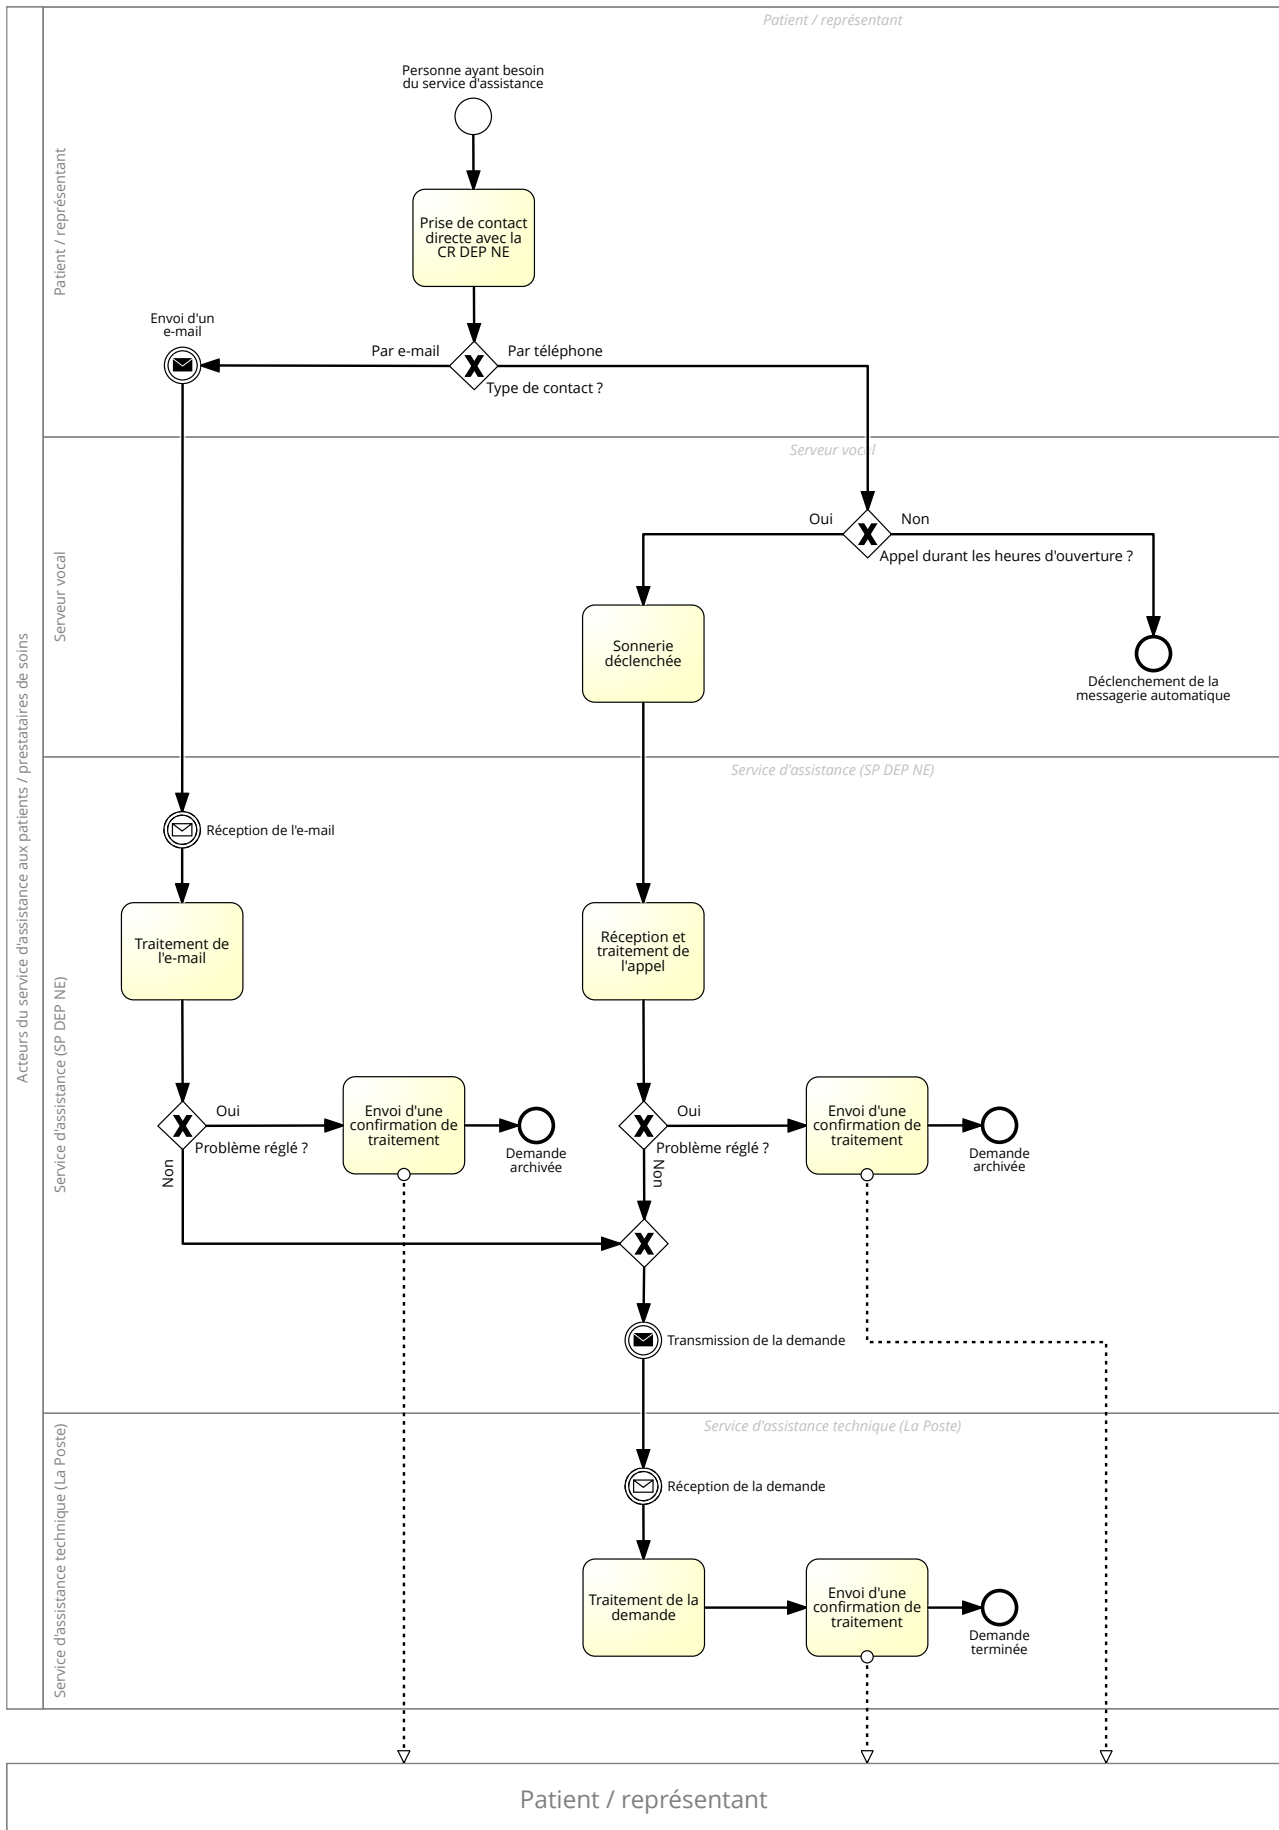 Patient / représentant
Personne ayant besoin
du service d'assistance
Patient / représentant
Prise de contact
directe avec la
CR DEP NE
Envoi d'un
e-mail
Par e-mail
Par téléphone
Type de contact ?
Serveur vocal
Oui
Non
Appel durant les heures d'ouverture ?
Serveur vocal
Sonnerie
déclenchée
Déclenchement de la
messagerie automatique
Acteurs du service d'assistance aux patients / prestataires de soins
Service d'assistance (SP DEP NE)
Réception de l'e-mail
Traitement de
l'e-mail
Réception et
traitement de
l'appel
Service d'assistance (SP DEP NE)
Oui
Problème réglé ?
Non
Envoi d'une
confirmation de
traitement
Demande
archivée
Oui
Problème réglé ?
Non
Envoi d'une
confirmation de
traitement
Demande
archivée
Transmission de la demande
Service d'assistance technique (La Poste)
Service d'assistance technique (La Poste)
Réception de la demande
Traitement de la
demande
Envoi d'une
confirmation de
traitement
Demande
terminée
Patient / représentant